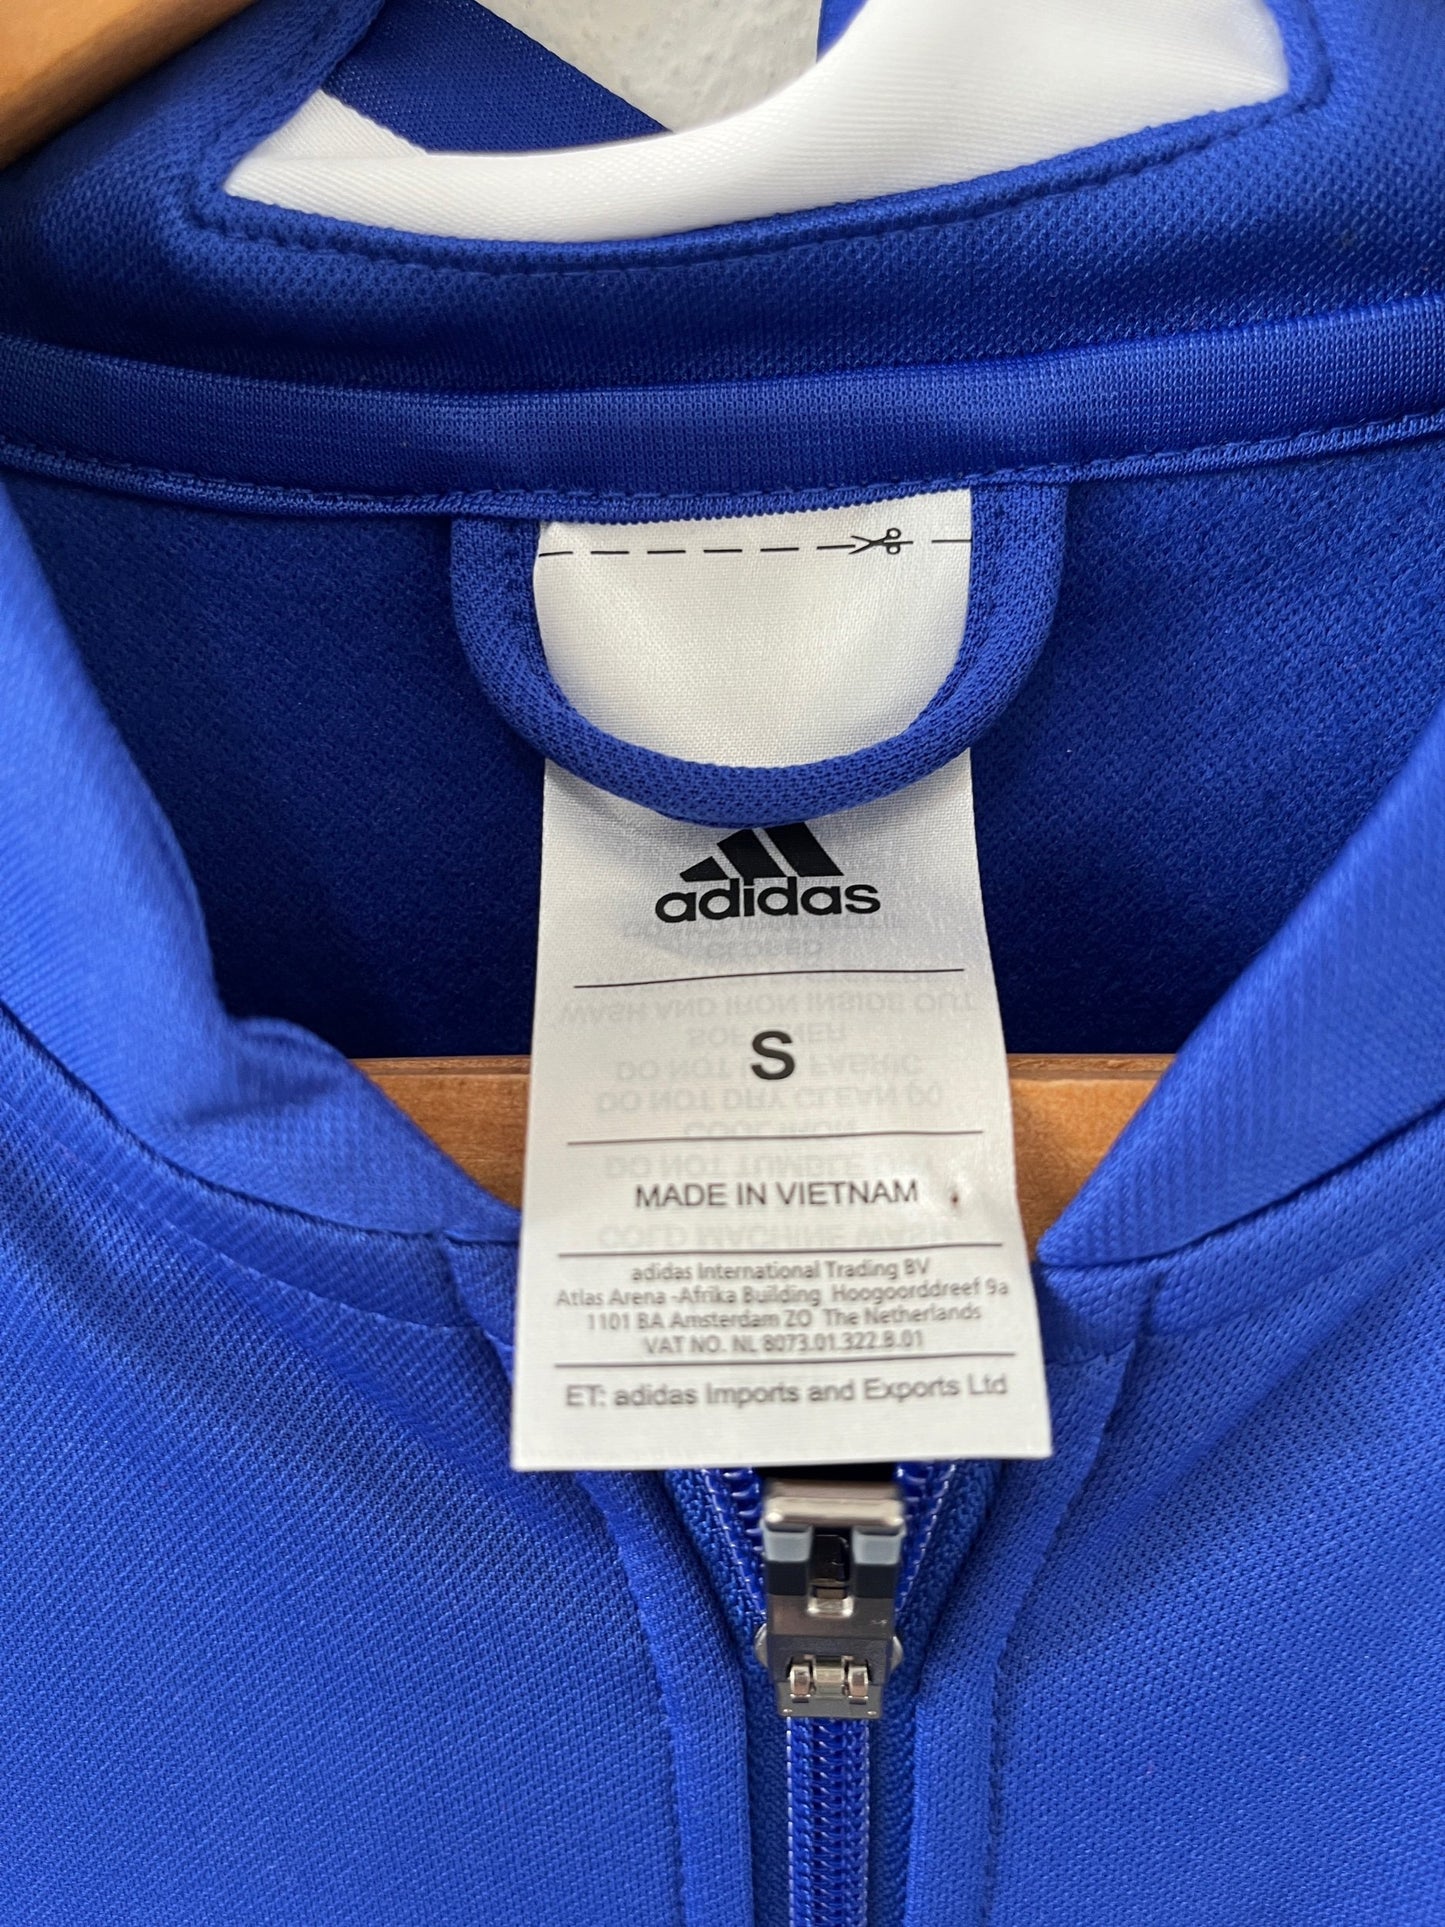 adidas
S
MADE IN VIETNAM
adidas International Trading BV
Atlas Arena -Afrika Building Hoogoorddreef 9a
1101 BA Amsterdam ZO The Netherlands
VAT NO. NL 8073.01.322.B.01
ET: adidas Imports and Exports Ltd